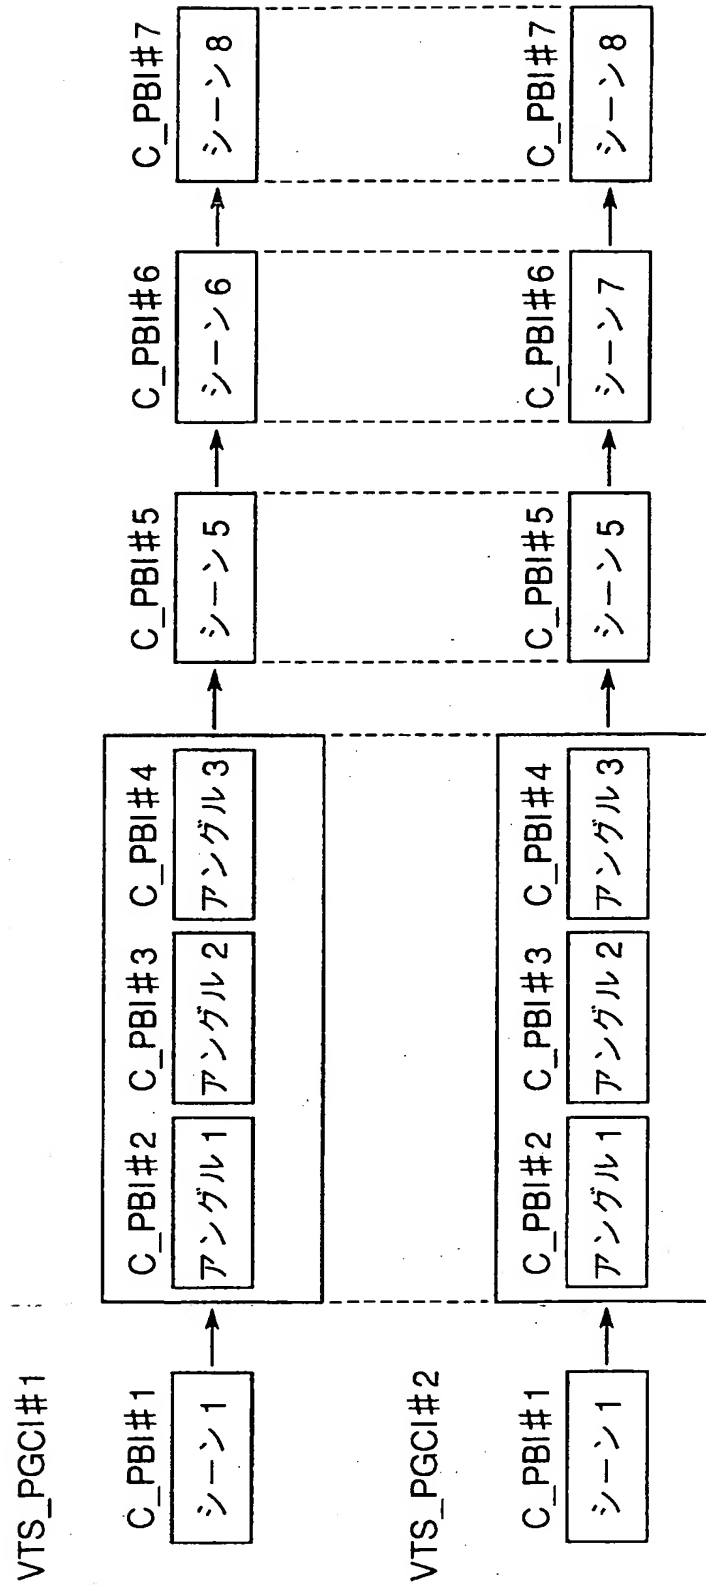 VTS_PGCI#1
C_PBI#1 C_PBI#2 C_PBI#3 C_PBI#4 C_PBI#5 C_PBI#6 C_PBI#7
シーン1 アングル1 アングル2 アングル3 シーン5 シーン6 シーン8
VTS_PGCI#2
C_PBI#1 C_PBI#2 C_PBI#3 C_PBI#4 C_PBI#5 C_PBI#6 C_PBI#7
シーン1 アングル1 アングル2 アングル3 シーン5 シーン7 シーン8